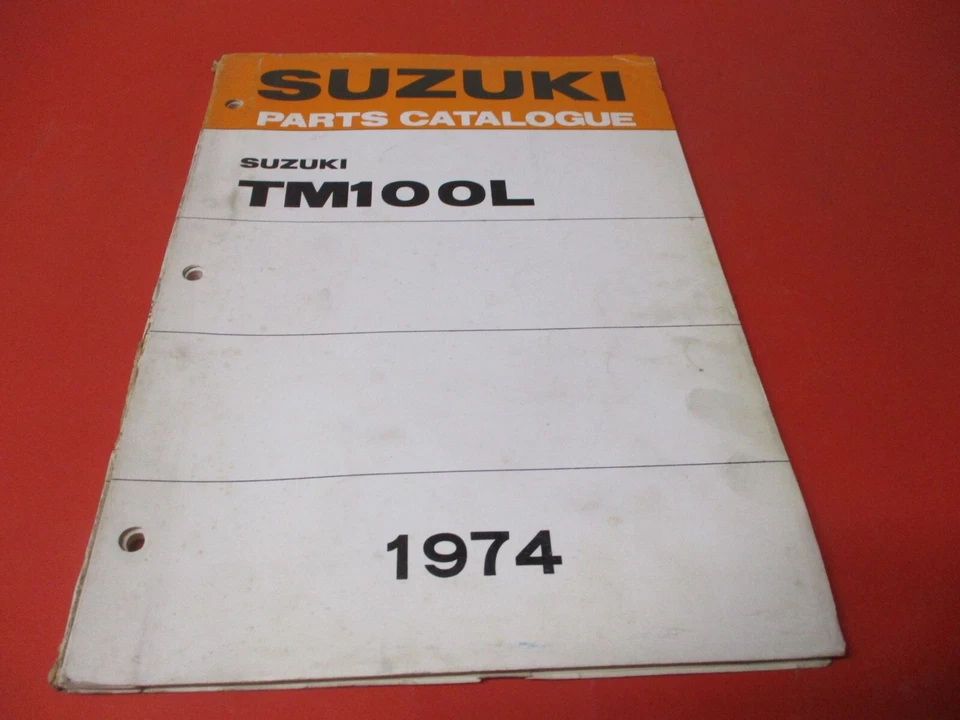 SUZUKI
PARTS CATALOGUE
SUZUKI
TM100L
1974